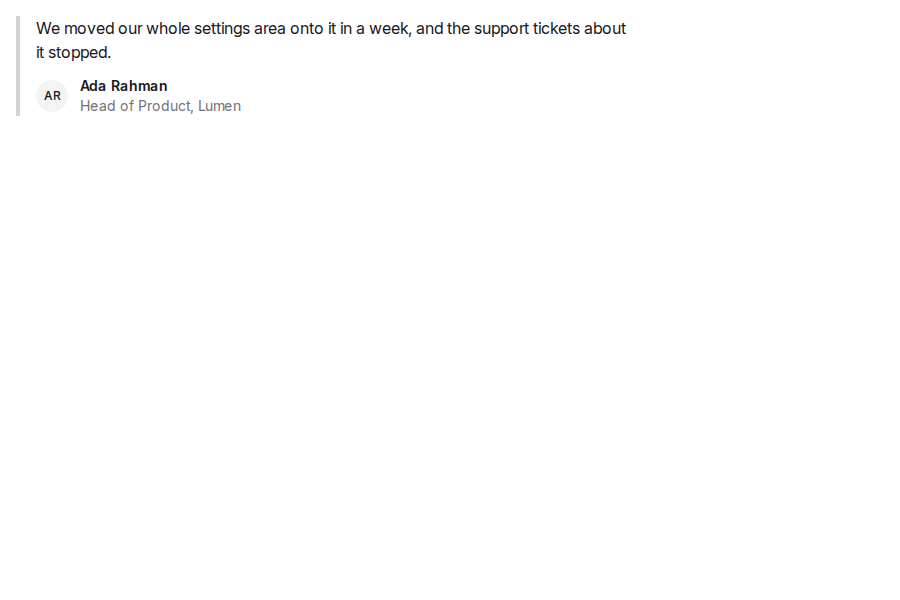 We moved our whole settings area onto it in a week, and the support tickets about
it stopped.
AR
Ada Rahman
Head of Product, Lumen